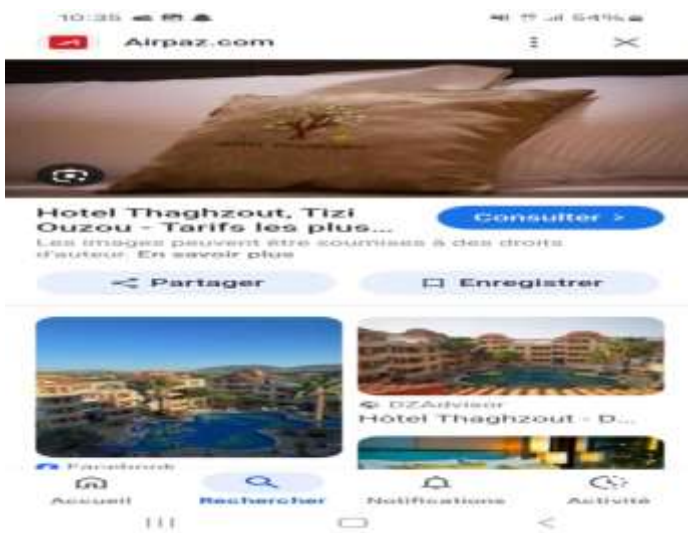 10:35
54%
Airpaz.com
Hotel Thaghzout, Tizi
Ouzou - Tarifs les plus...
Consulter >
Les images peuvent être soumises à des droits
d'auteur. En savoir plus
Partager
Enregistrer
DZAdvisor
Hôtel Thaghzout - D...
Facebook
Accueil
Rechercher
Notifications
Activité